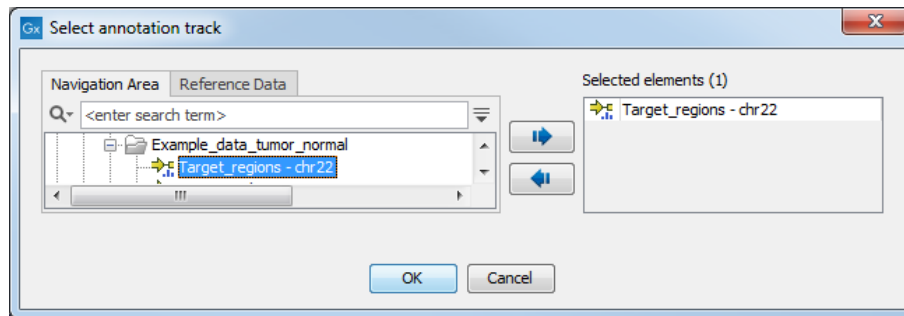 Gx Select annotation track
Navigation Area Reference Data
<enter search term>
Example_data_tumor_normal
Target_regions - chr22
Selected elements (1)
Target_regions - chr22
OK Cancel